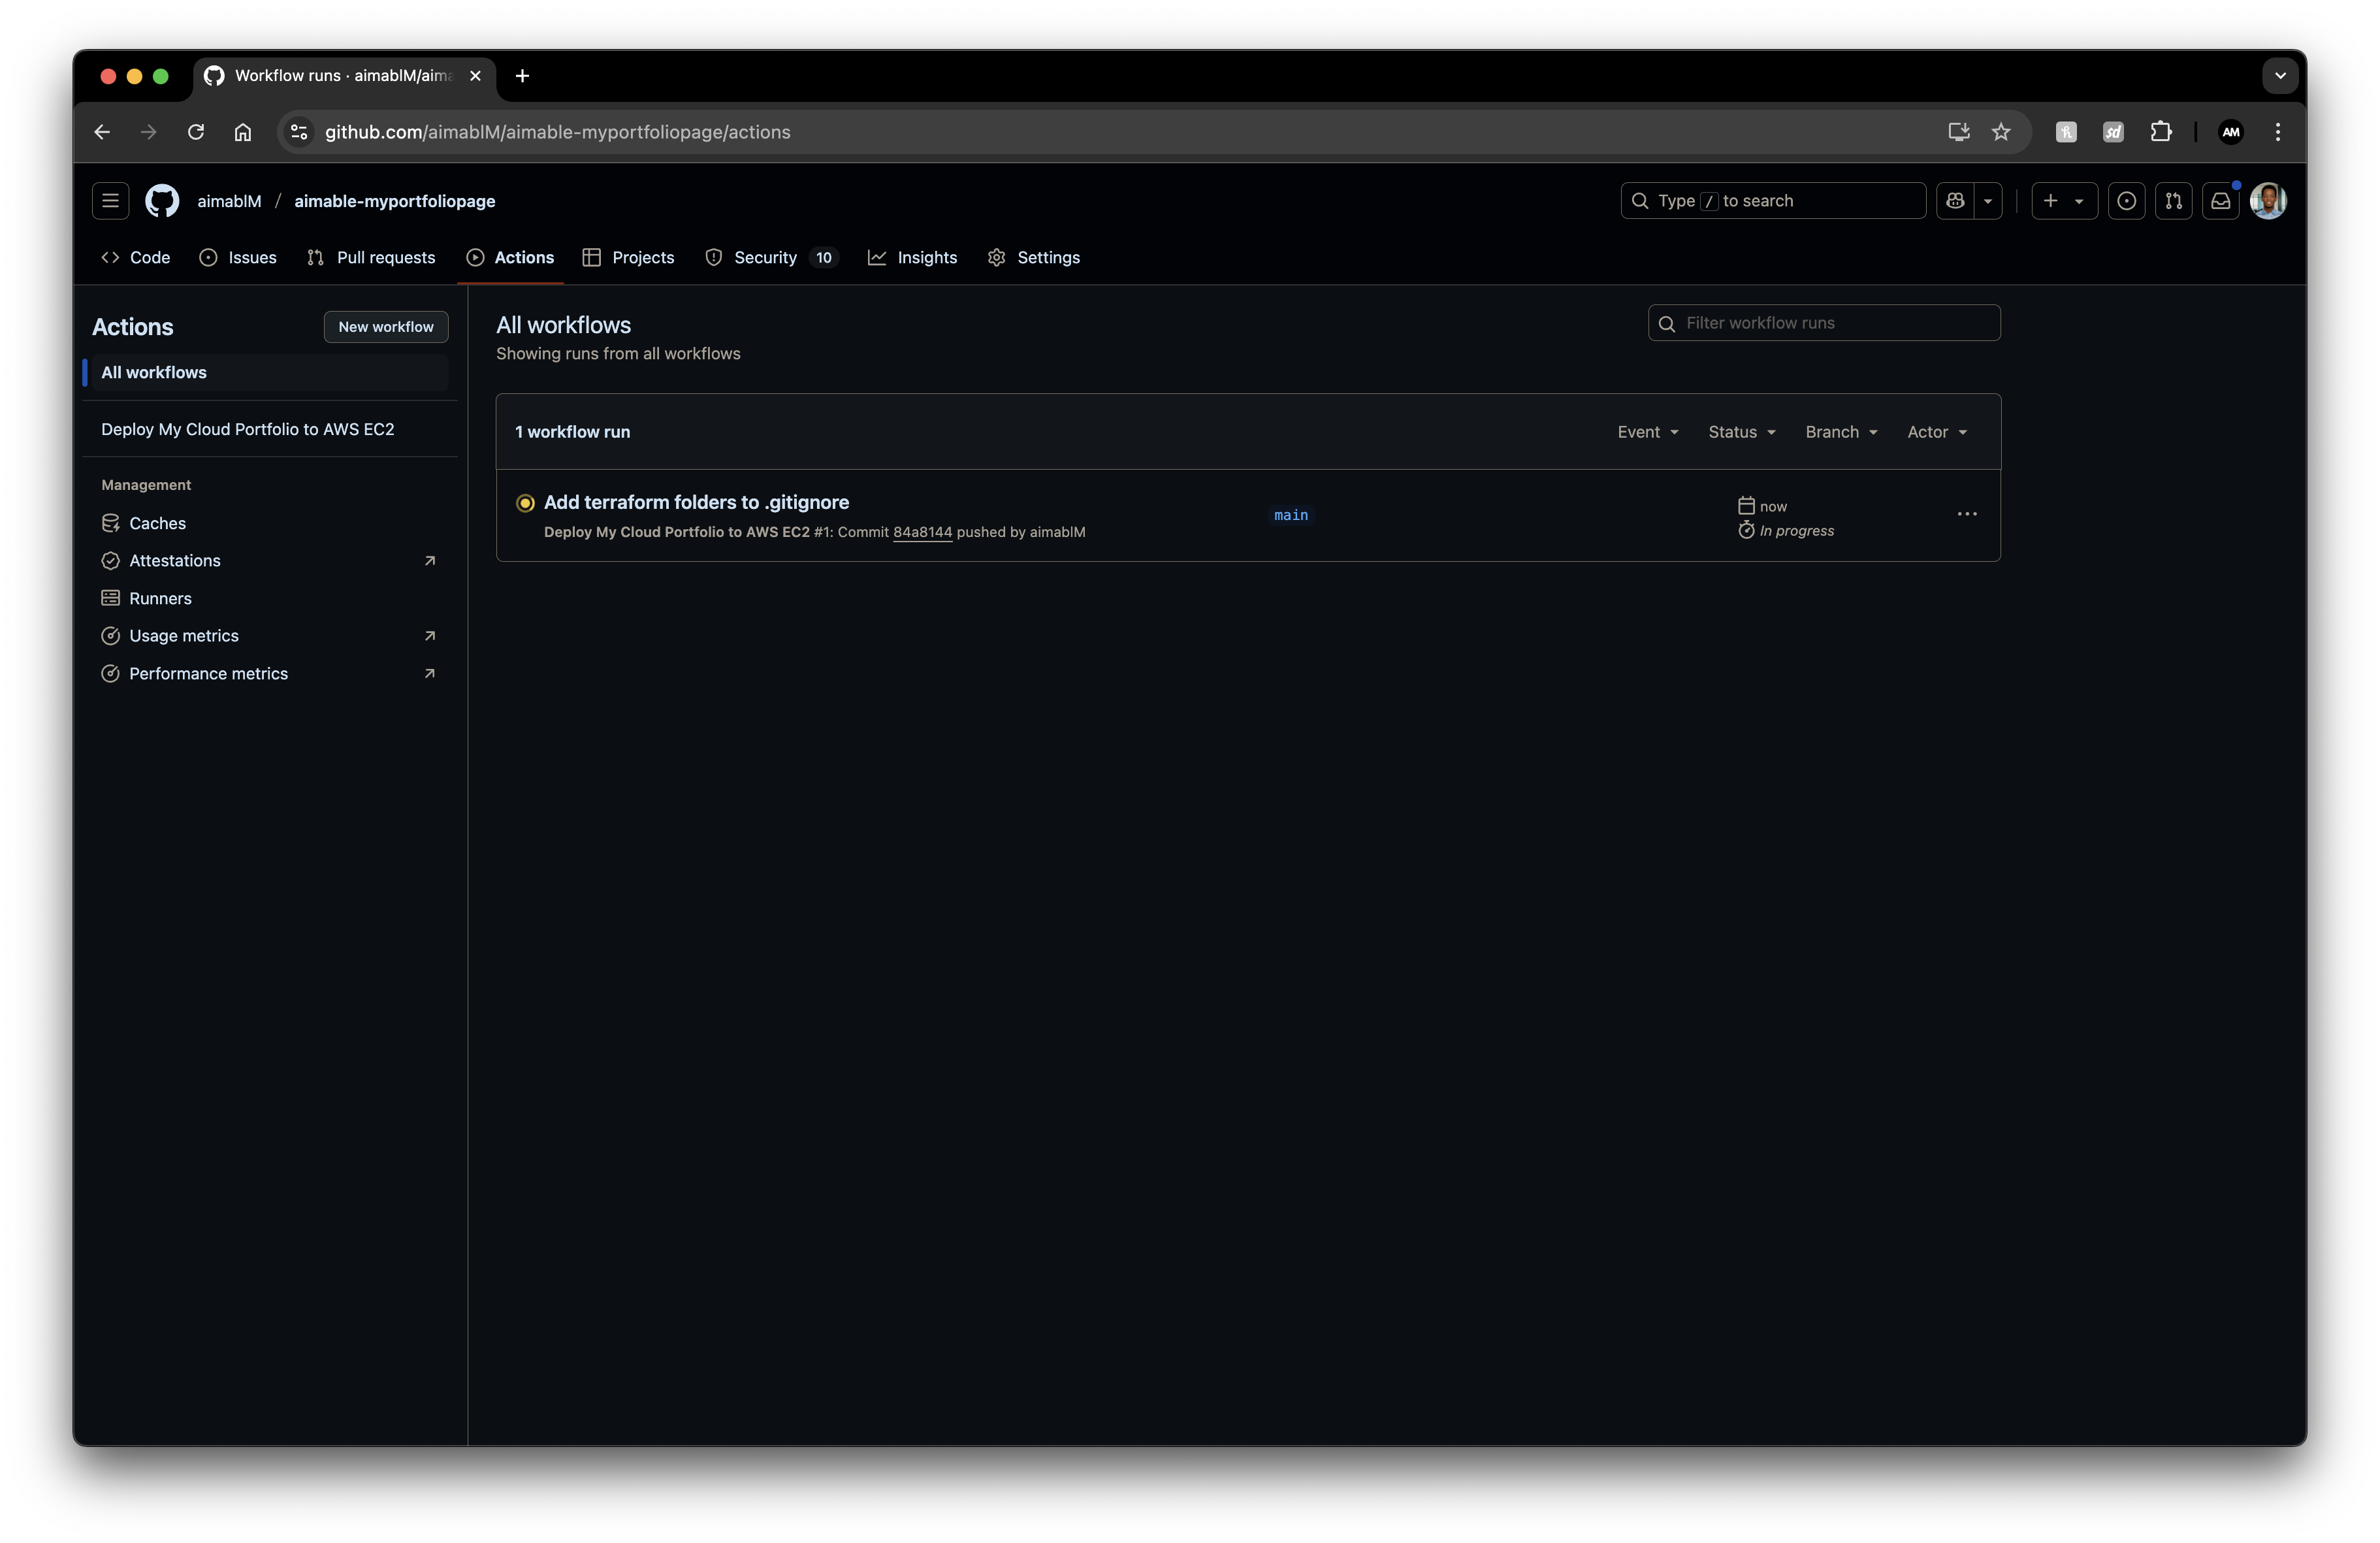 Workflow runs · aimablM/aima
github.com/aimablM/aimable-myportfoliopage/actions
AM
aimablM / aimable-myportfoliopage
Type / to search
Code
Issues
Pull requests
Actions
Projects
Security 10
Insights
Settings
Actions
New workflow
All workflows
Deploy My Cloud Portfolio to AWS EC2
Management
Caches
Attestations
Runners
Usage metrics
Performance metrics
All workflows
Showing runs from all workflows
Filter workflow runs
1 workflow run
Event
Status
Branch
Actor
Add terraform folders to .gitignore
Deploy My Cloud Portfolio to AWS EC2 #1: Commit 84a8144 pushed by aimablM
main
now
In progress